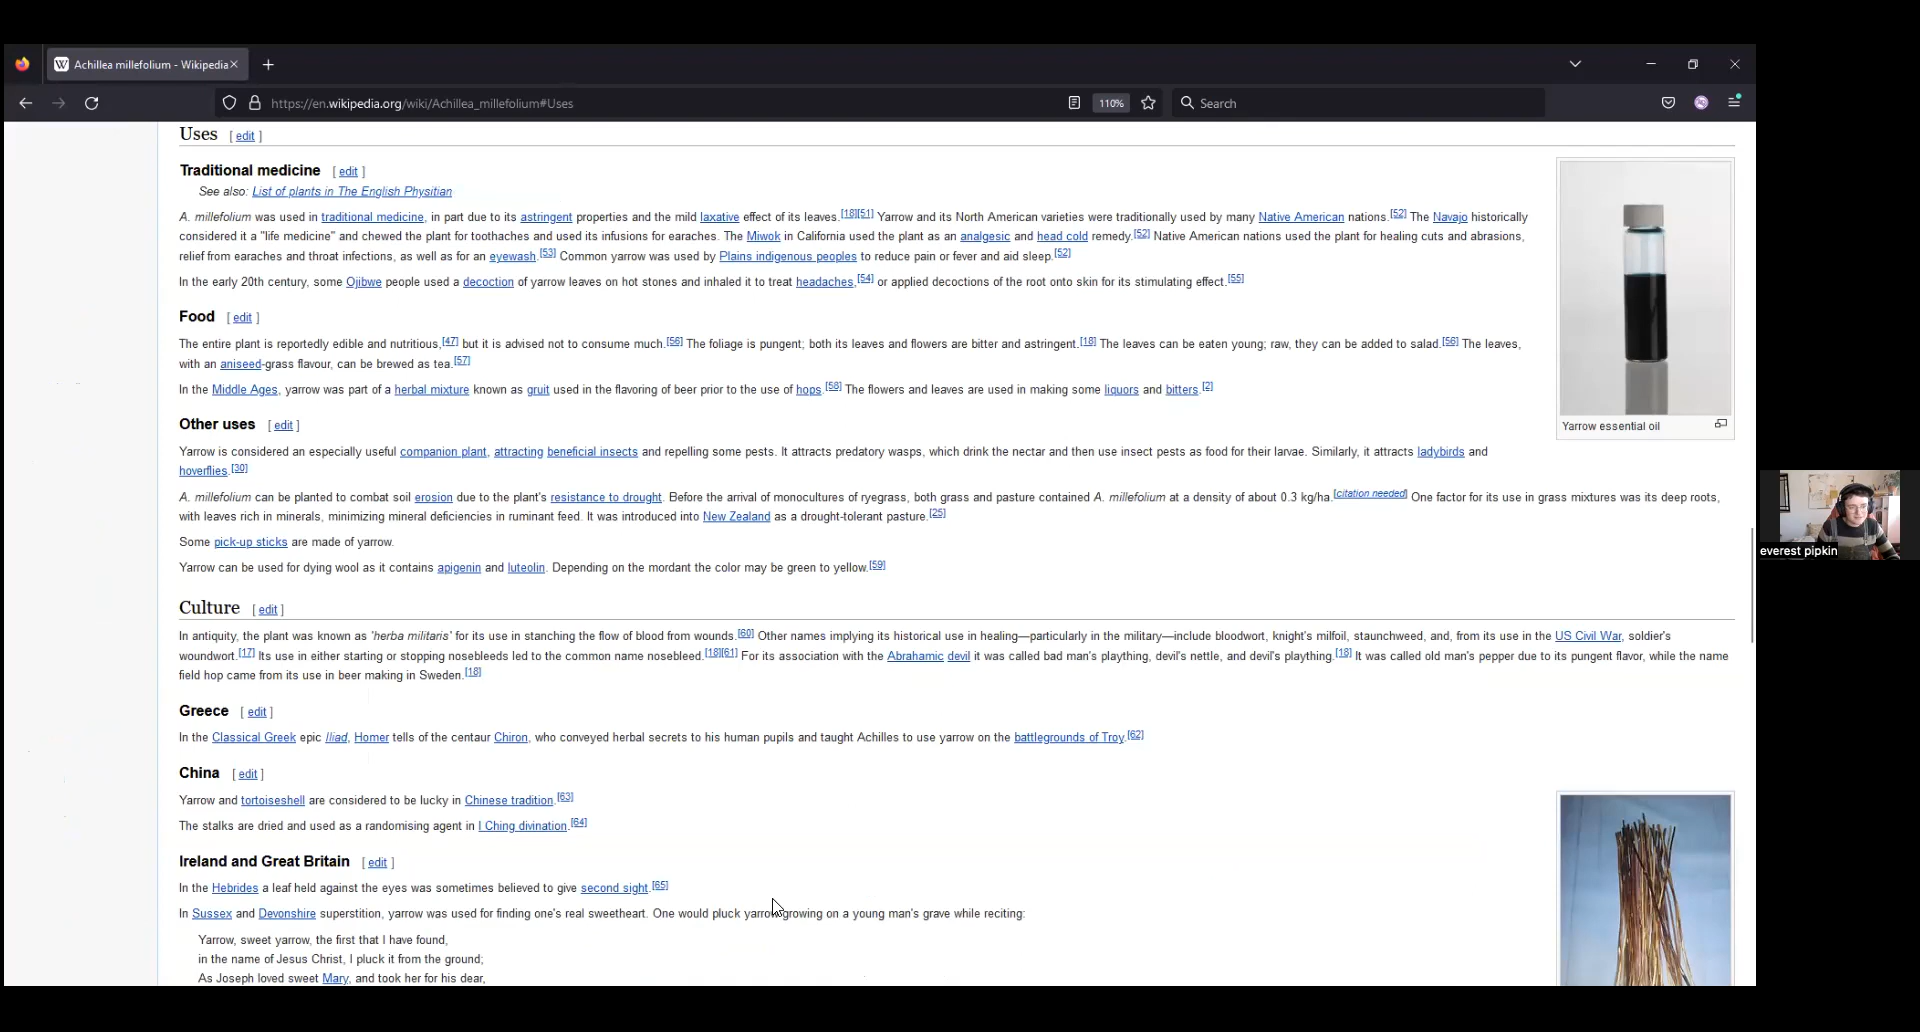 Achillea millefolium - Wikipedia
https://en.wikipedia.org/wiki/Achillea_millefolium#Uses
110%
Search
Uses [ edit ]
Traditional medicine [ edit ]
See also: List of plants in The English Physitian
A. millefolium was used in traditional medicine, in part due to its astringent properties and the mild laxative effect of its leaves.[18][51] Yarrow and its North American varieties were traditionally used by many Native American nations.[52] The Navajo historically
considered it a "life medicine" and chewed the plant for toothaches and used its infusions for earaches. The Miwok in California used the plant as an analgesic and head cold remedy.[52] Native American nations used the plant for healing cuts and abrasions,
relief from earaches and throat infections, as well as for an eyewash.[53] Common yarrow was used by Plains indigenous peoples to reduce pain or fever and aid sleep.[52]
In the early 20th century, some Ojibwe people used a decoction of yarrow leaves on hot stones and inhaled it to treat headaches,[54] or applied decoctions of the root onto skin for its stimulating effect.[55]
Food [ edit ]
The entire plant is reportedly edible and nutritious,[47] but it is advised not to consume much.[56] The foliage is pungent; both its leaves and flowers are bitter and astringent.[18] The leaves can be eaten young; raw, they can be added to salad.[56] The leaves,
with an aniseed-grass flavour, can be brewed as tea.[57]
In the Middle Ages, yarrow was part of a herbal mixture known as gruit used in the flavoring of beer prior to the use of hops.[58] The flowers and leaves are used in making some liquors and bitters.[2]
Yarrow essential oil
Other uses [ edit ]
Yarrow is considered an especially useful companion plant, attracting beneficial insects and repelling some pests. It attracts predatory wasps, which drink the nectar and then use insect pests as food for their larvae. Similarly, it attracts ladybirds and
hoverflies.[30]
A. millefolium can be planted to combat soil erosion due to the plant's resistance to drought. Before the arrival of monocultures of ryegrass, both grass and pasture contained A. millefolium at a density of about 0.3 kg/ha.[citation needed] One factor for its use in grass mixtures was its deep roots,
with leaves rich in minerals, minimizing mineral deficiencies in ruminant feed. It was introduced into New Zealand as a drought-tolerant pasture.[25]
Some pick-up sticks are made of yarrow.
Yarrow can be used for dying wool as it contains apigenin and luteolin. Depending on the mordant the color may be green to yellow.[59]
Culture [ edit ]
In antiquity, the plant was known as 'herba militaris' for its use in stanching the flow of blood from wounds.[60] Other names implying its historical use in healing—particularly in the military—include bloodwort, knight's milfoil, staunchweed, and, from its use in the US Civil War, soldier's
woundwort.[17] Its use in either starting or stopping nosebleeds led to the common name nosebleed.[18][61] For its association with the Abrahamic devil it was called bad man's plaything, devil's nettle, and devil's plaything.[18] It was called old man's pepper due to its pungent flavor, while the name
field hop came from its use in beer making in Sweden.[18]
Greece [ edit ]
In the Classical Greek epic Iliad, Homer tells of the centaur Chiron, who conveyed herbal secrets to his human pupils and taught Achilles to use yarrow on the battlegrounds of Troy.[62]
China [ edit ]
Yarrow and tortoiseshell are considered to be lucky in Chinese tradition.[63]
The stalks are dried and used as a randomising agent in I Ching divination.[64]
Ireland and Great Britain [ edit ]
In the Hebrides a leaf held against the eyes was sometimes believed to give second sight.[65]
In Sussex and Devonshire superstition, yarrow was used for finding one's real sweetheart. One would pluck yarrow growing on a young man's grave while reciting:
Yarrow, sweet yarrow, the first that I have found,
in the name of Jesus Christ, I pluck it from the ground;
As Joseph loved sweet Mary, and took her for his dear,
everest pipkin